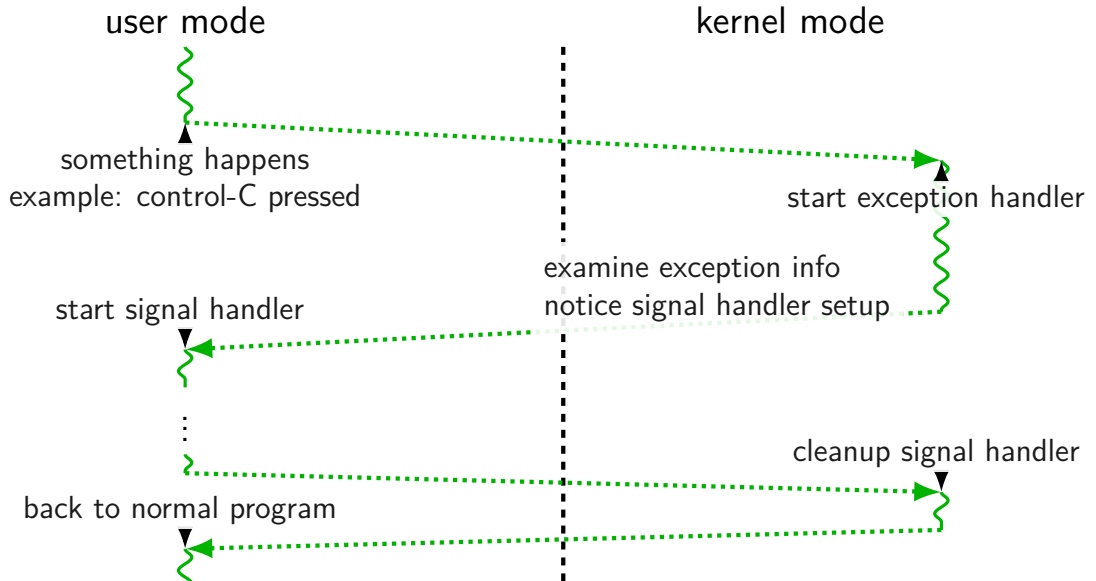 user mode
kernel mode
something happens
example: control-C pressed
start exception handler
examine exception info
notice signal handler setup
start signal handler
⋮
cleanup signal handler
back to normal program